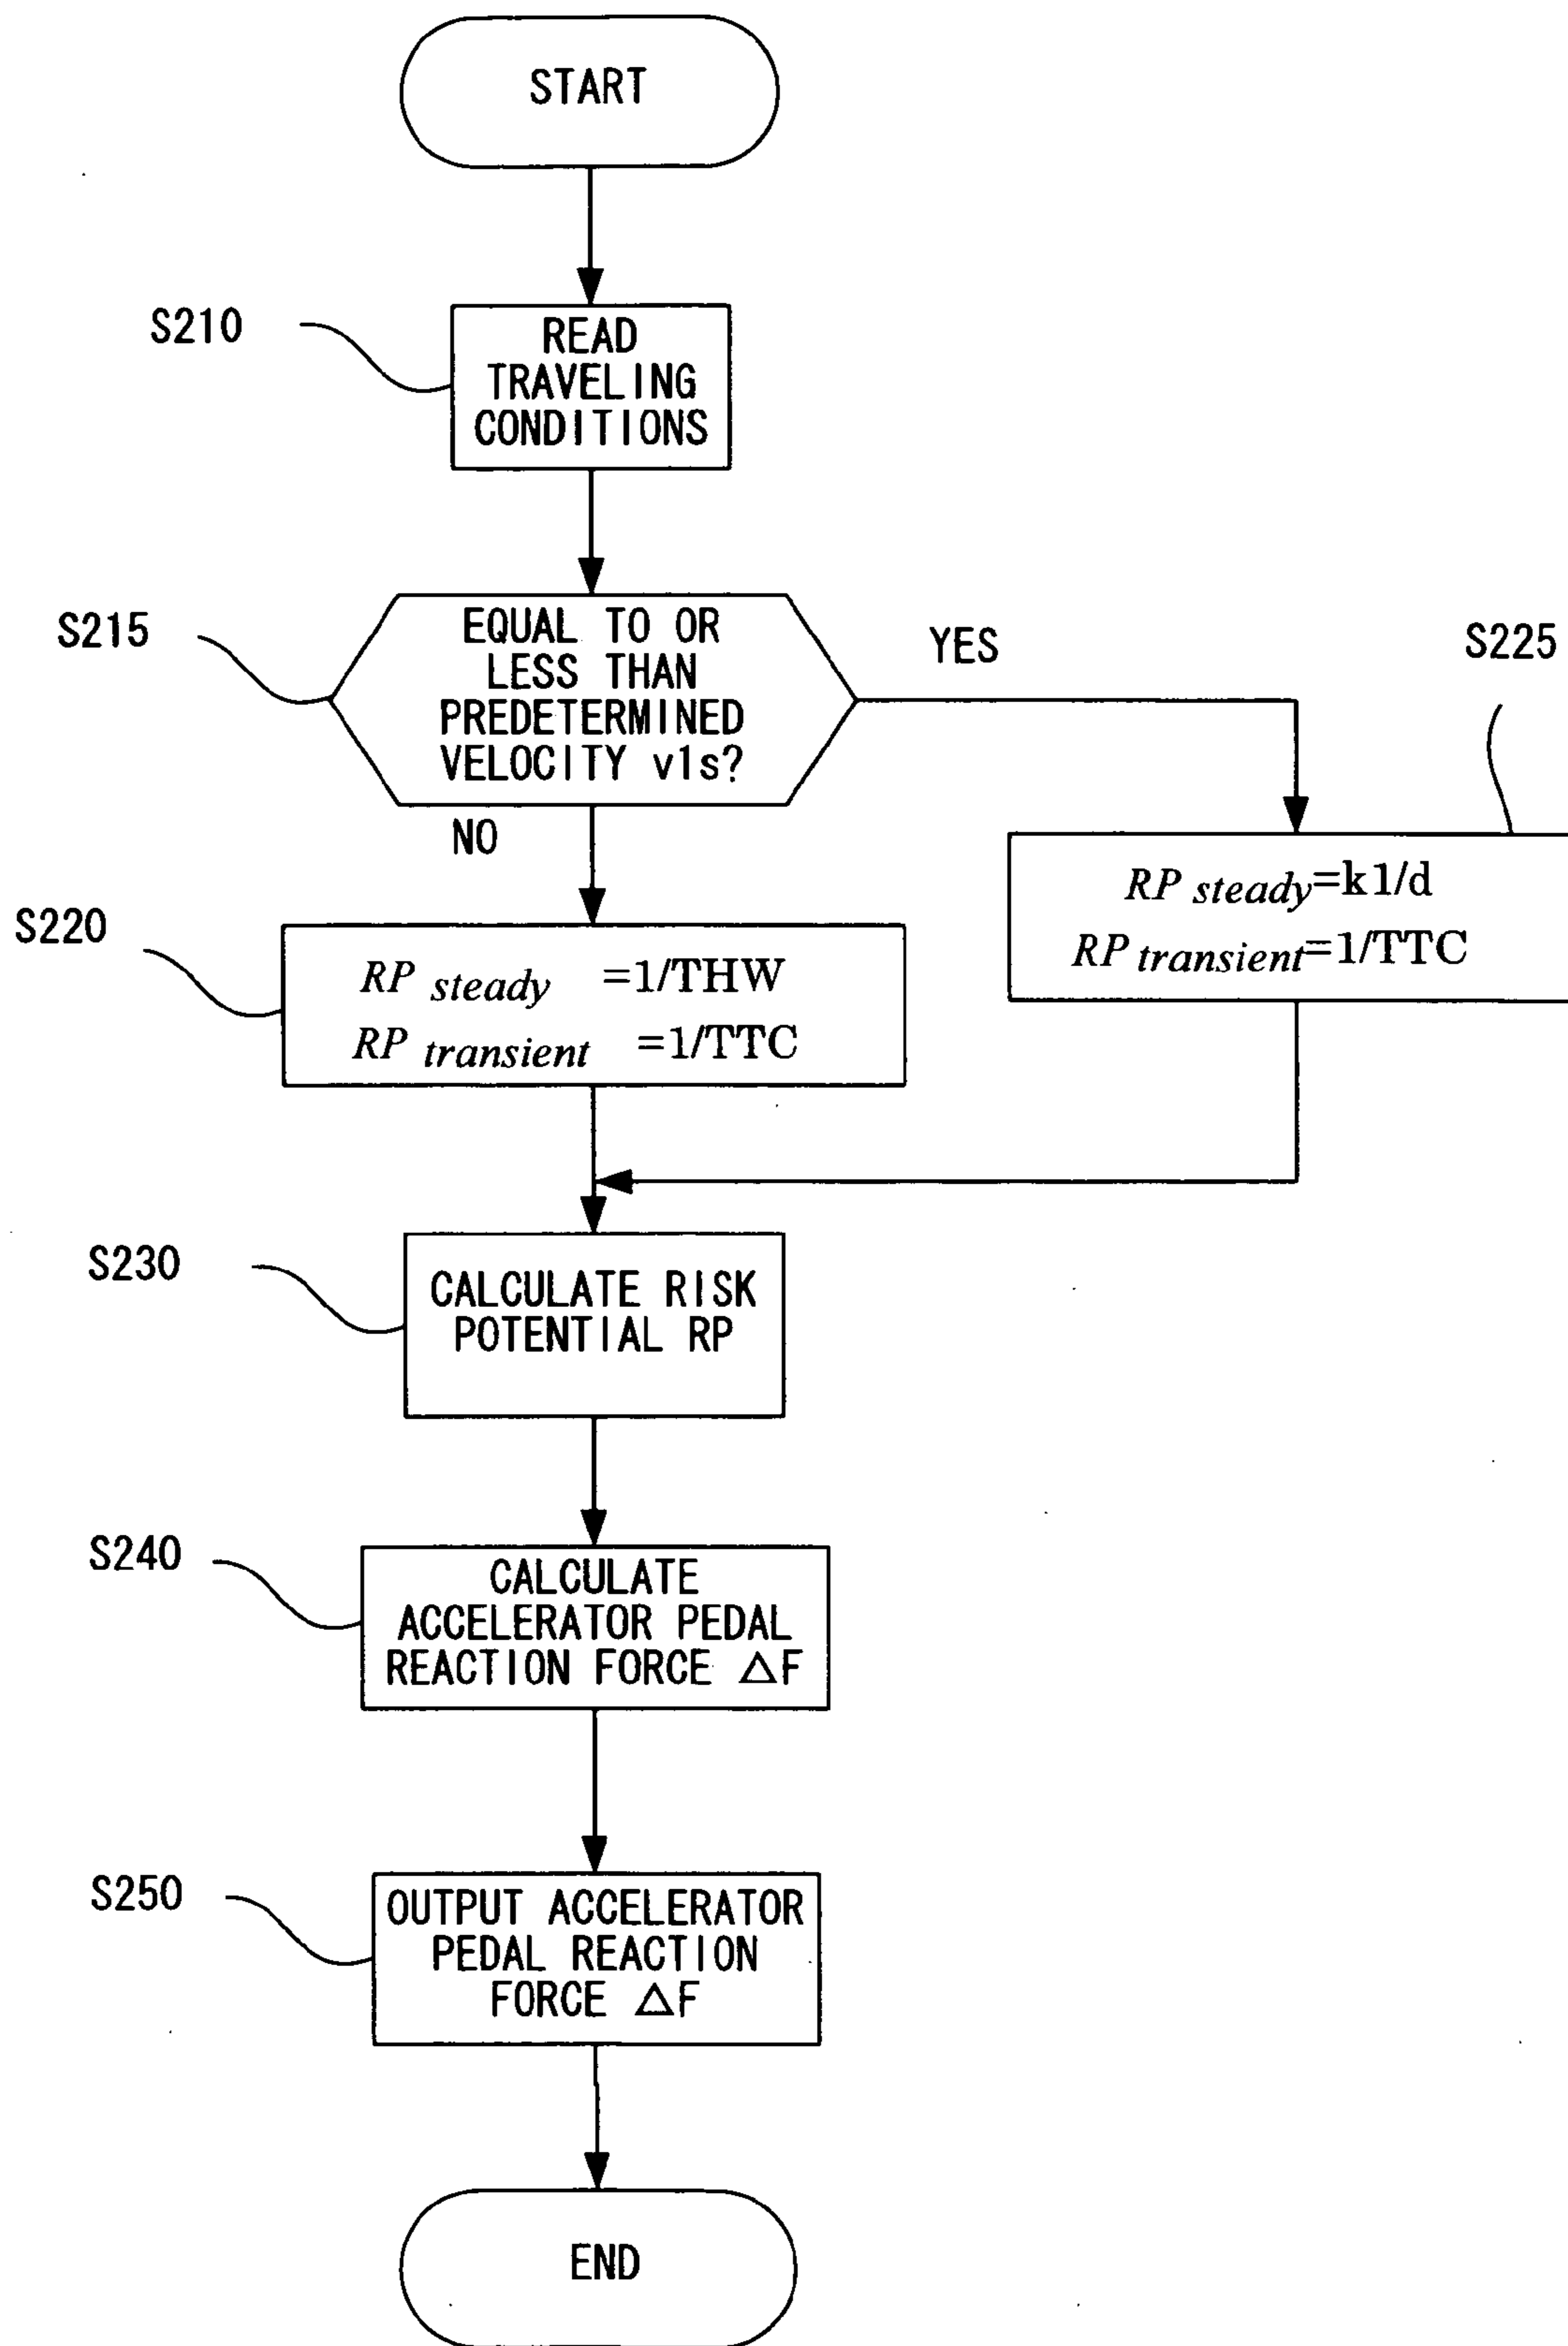 START
S210
READ
TRAVELING
CONDITIONS
S215
EQUAL TO OR
LESS THAN
PREDETERMINED
VELOCITY v1s?
YES
S225
NO
RP steady=k1/d
RP transient=1/TTC
S220
RP steady =1/THW
RP transient =1/TTC
S230
CALCULATE RISK
POTENTIAL RP
S240
CALCULATE
ACCELERATOR PEDAL
REACTION FORCE △F
S250
OUTPUT ACCELERATOR
PEDAL REACTION
FORCE △F
END